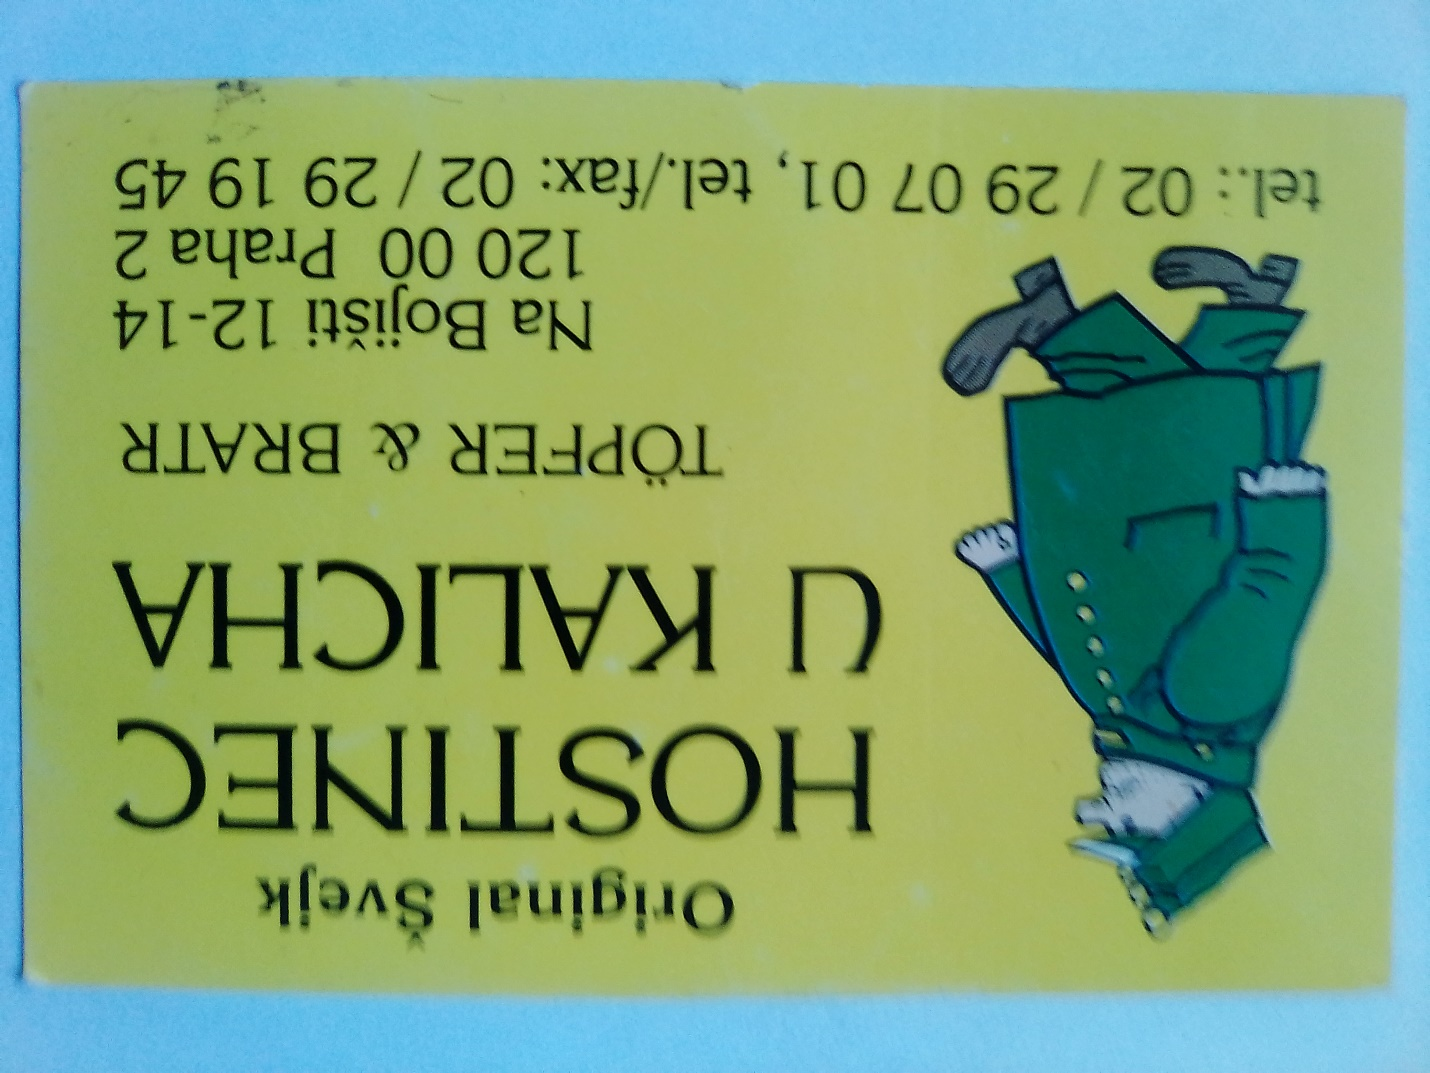 Original Švejk
HOSTINEC
U KALICHA
TÖPFER & BRATR
Na Bojišti 12-14
120 00 Praha 2
tel.: 02 / 29 07 01, tel./fax: 02 / 29 19 45